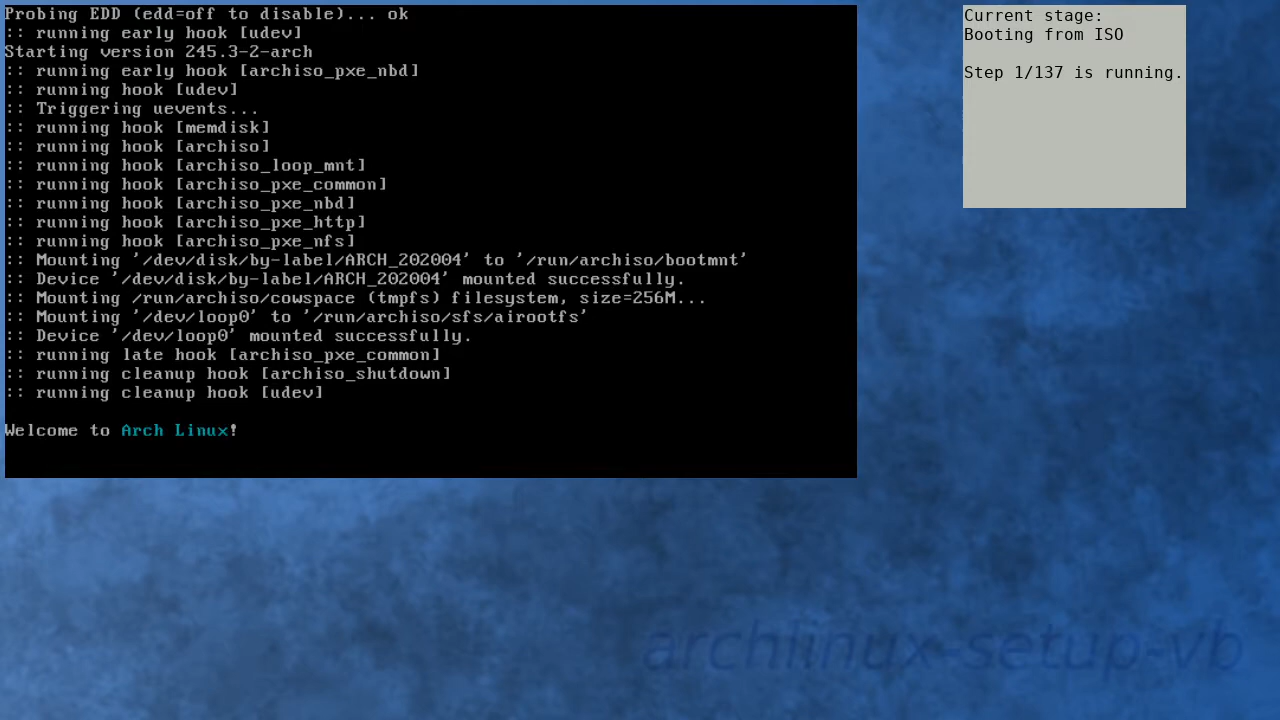 Probing EDD (edd=off to disable)... ok
:: running early hook [udev]
Starting version 245.3-2-arch
:: running early hook [archiso_pxe_nbd]
:: running hook [udev]
:: Triggering uevents...
:: running hook [memdisk]
:: running hook [archiso]
:: running hook [archiso_loop_mnt]
:: running hook [archiso_pxe_common]
:: running hook [archiso_pxe_nbd]
:: running hook [archiso_pxe_http]
:: running hook [archiso_pxe_nfs]
:: Mounting '/dev/disk/by-label/ARCH_202004' to '/run/archiso/bootmnt'
:: Device '/dev/disk/by-label/ARCH_202004' mounted successfully.
:: Mounting /run/archiso/cowspace (tmpfs) filesystem, size=256M...
:: Mounting '/dev/loop0' to '/run/archiso/sfs/airootfs'
:: Device '/dev/loop0' mounted successfully.
:: running late hook [archiso_pxe_common]
:: running cleanup hook [archiso_shutdown]
:: running cleanup hook [udev]
Welcome to Arch Linux!
Current stage:
Booting from ISO
Step 1/137 is running.
archlinux-setup-vb